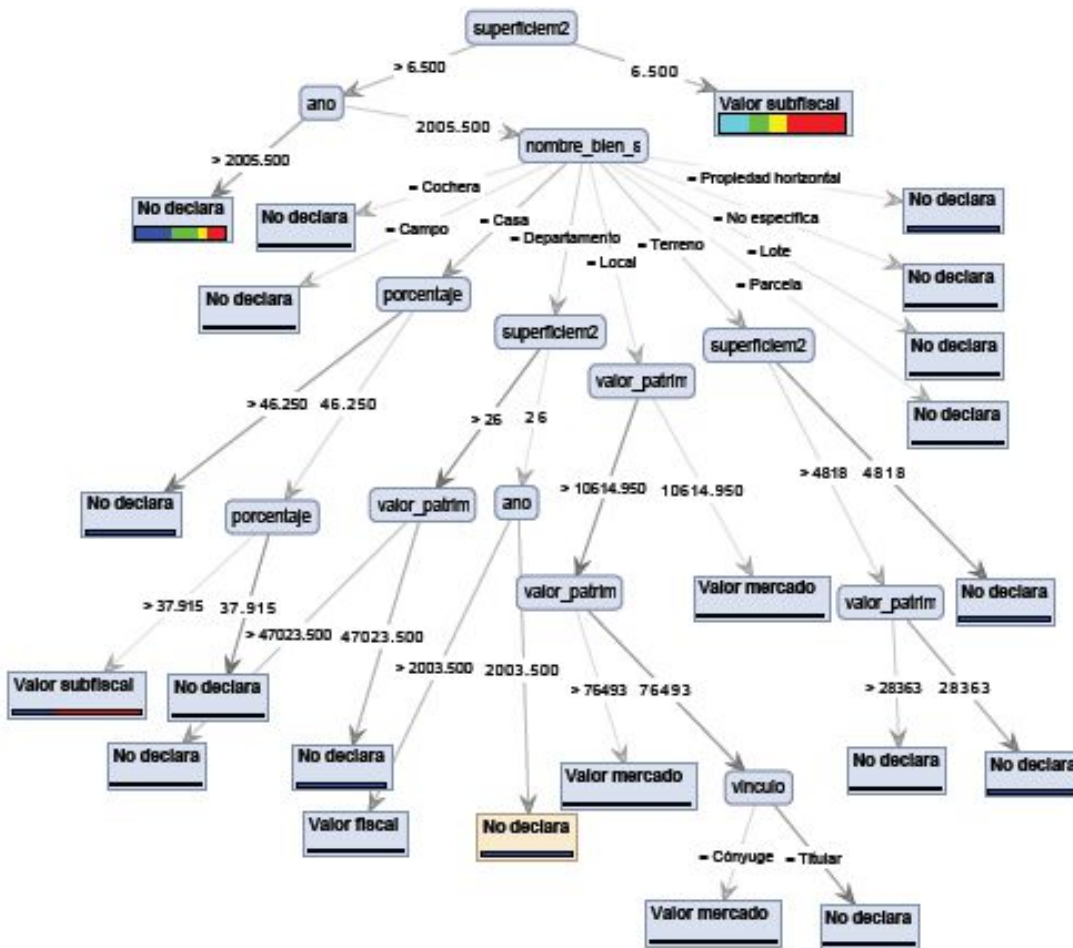 superficiem2
> 6.500
6.500
ano
Valor subfiscal
2005.500
nombre_bien_s
> 2005.500
= Propiedad horizontal
= Cochera
No declara
No declara
No declara
= Casa
= No especifica
= Campo
= Departamento
= Terreno
= Lote
= Local
No declara
= Parcela
No declara
porcentaje
superficiem2
superficiem2
No declara
valor_patrim
No declara
> 46.250
46.250
> 26
26
> 4818
4818
> 10614.950
10614.950
No declara
porcentaje
valor_patrim
ano
valor_patrim
Valor mercado
valor_patrim
No declara
> 37.915
37.915
> 47023.500
47023.500
> 2003.500
2003.500
> 76493
76493
> 28363
28363
Valor subfiscal
No declara
No declara
No declara
Valor mercado
No declara
No declara
vinculo
Valor fiscal
No declara
= Cónyuge
= Titular
Valor mercado
No declara